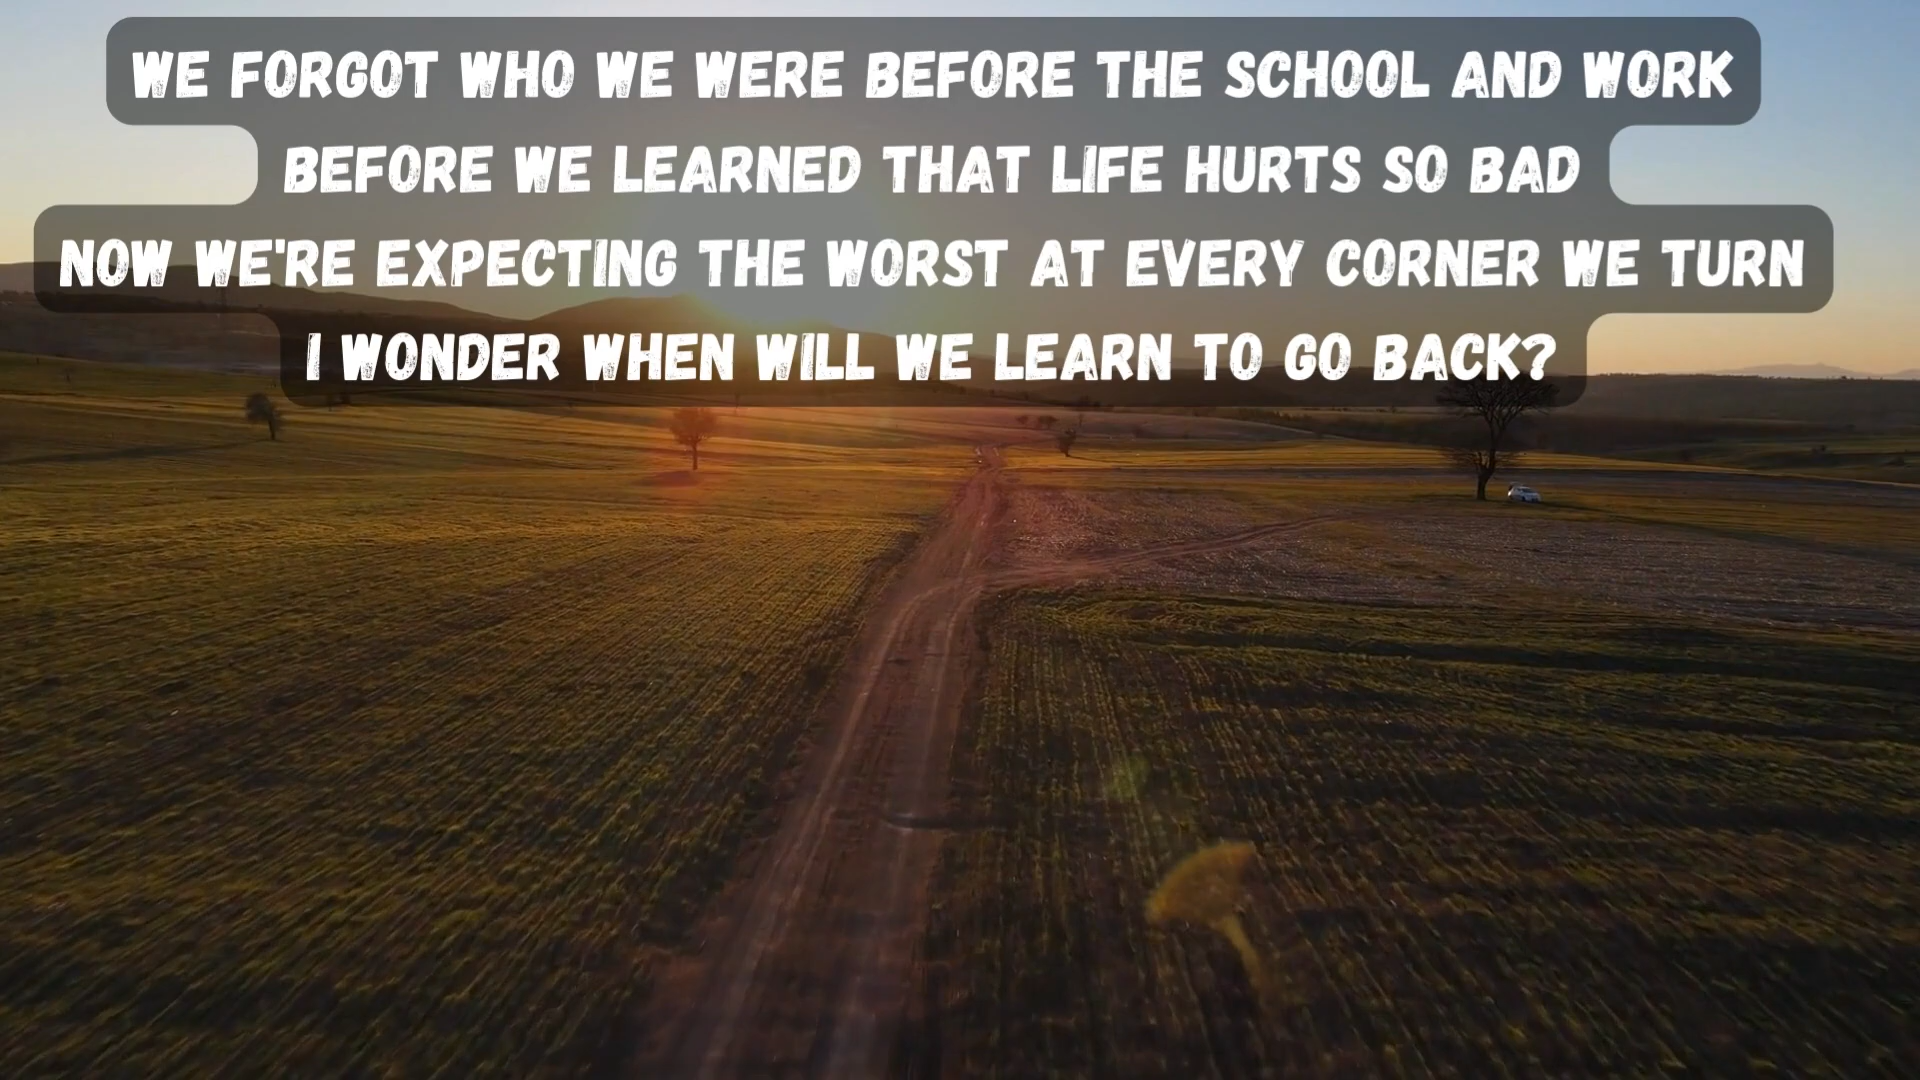 WE FORGOT WHO WE WERE BEFORE THE SCHOOL AND WORK
BEFORE WE LEARNED THAT LIFE HURTS SO BAD
NOW WE'RE EXPECTING THE WORST AT EVERY CORNER WE TURN
I WONDER WHEN WILL WE LEARN TO GO BACK?